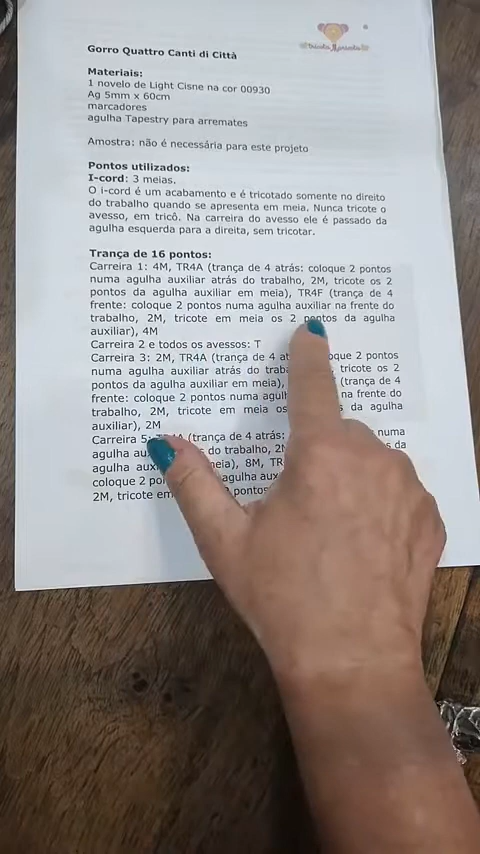 tricota Aprenda
Gorro Quattro Canti di Città
Materiais:
1 novelo de Light Cisne na cor 00930
Ag 5mm x 60cm
marcadores
agulha Tapestry para arremates
Amostra: não é necessária para este projeto
Pontos utilizados:
I-cord: 3 meias.
O i-cord é um acabamento e é tricotado somente no direito
do trabalho quando se apresenta em meia. Nunca tricote o
avesso, em tricô. Na carreira do avesso ele é passado da
agulha esquerda para a direita, sem tricotar.
Trança de 16 pontos:
Carreira 1: 4M, TR4A (trança de 4 atrás: coloque 2 pontos
numa agulha auxiliar atrás do trabalho, 2M, tricote os 2
pontos da agulha auxiliar em meia), TR4F (trança de 4
frente: coloque 2 pontos numa agulha auxiliar na frente do
trabalho, 2M, tricote em meia os 2 pontos da agulha
auxiliar), 4M
Carreira 2 e todos os avessos: T
Carreira 3: 2M, TR4A (trança de 4 at oque 2 pontos
numa agulha auxiliar atrás do traba tricote os 2
pontos da agulha auxiliar em meia), (trança de 4
frente: coloque 2 pontos numa agulh na frente do
trabalho, 2M, tricote em meia os s da agulha
auxiliar), 2M
Carreira 5: (trança de 4 atrás: numa
agulha au do trabalho, 2M s da
agulha aux meia), 8M, TR
coloque 2 po agulha aux
2M, tricote em pontos